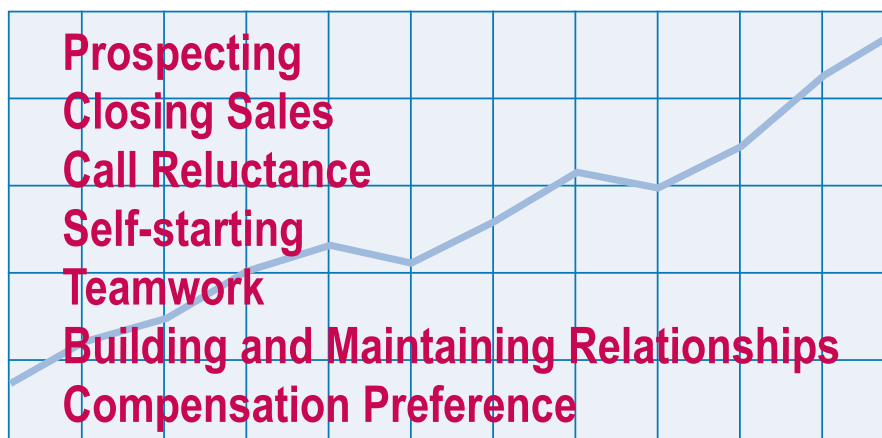 Prospecting
Closing Sales
Call Reluctance
Self-starting
Teamwork
Building and Maintaining Relationships
Compensation Preference